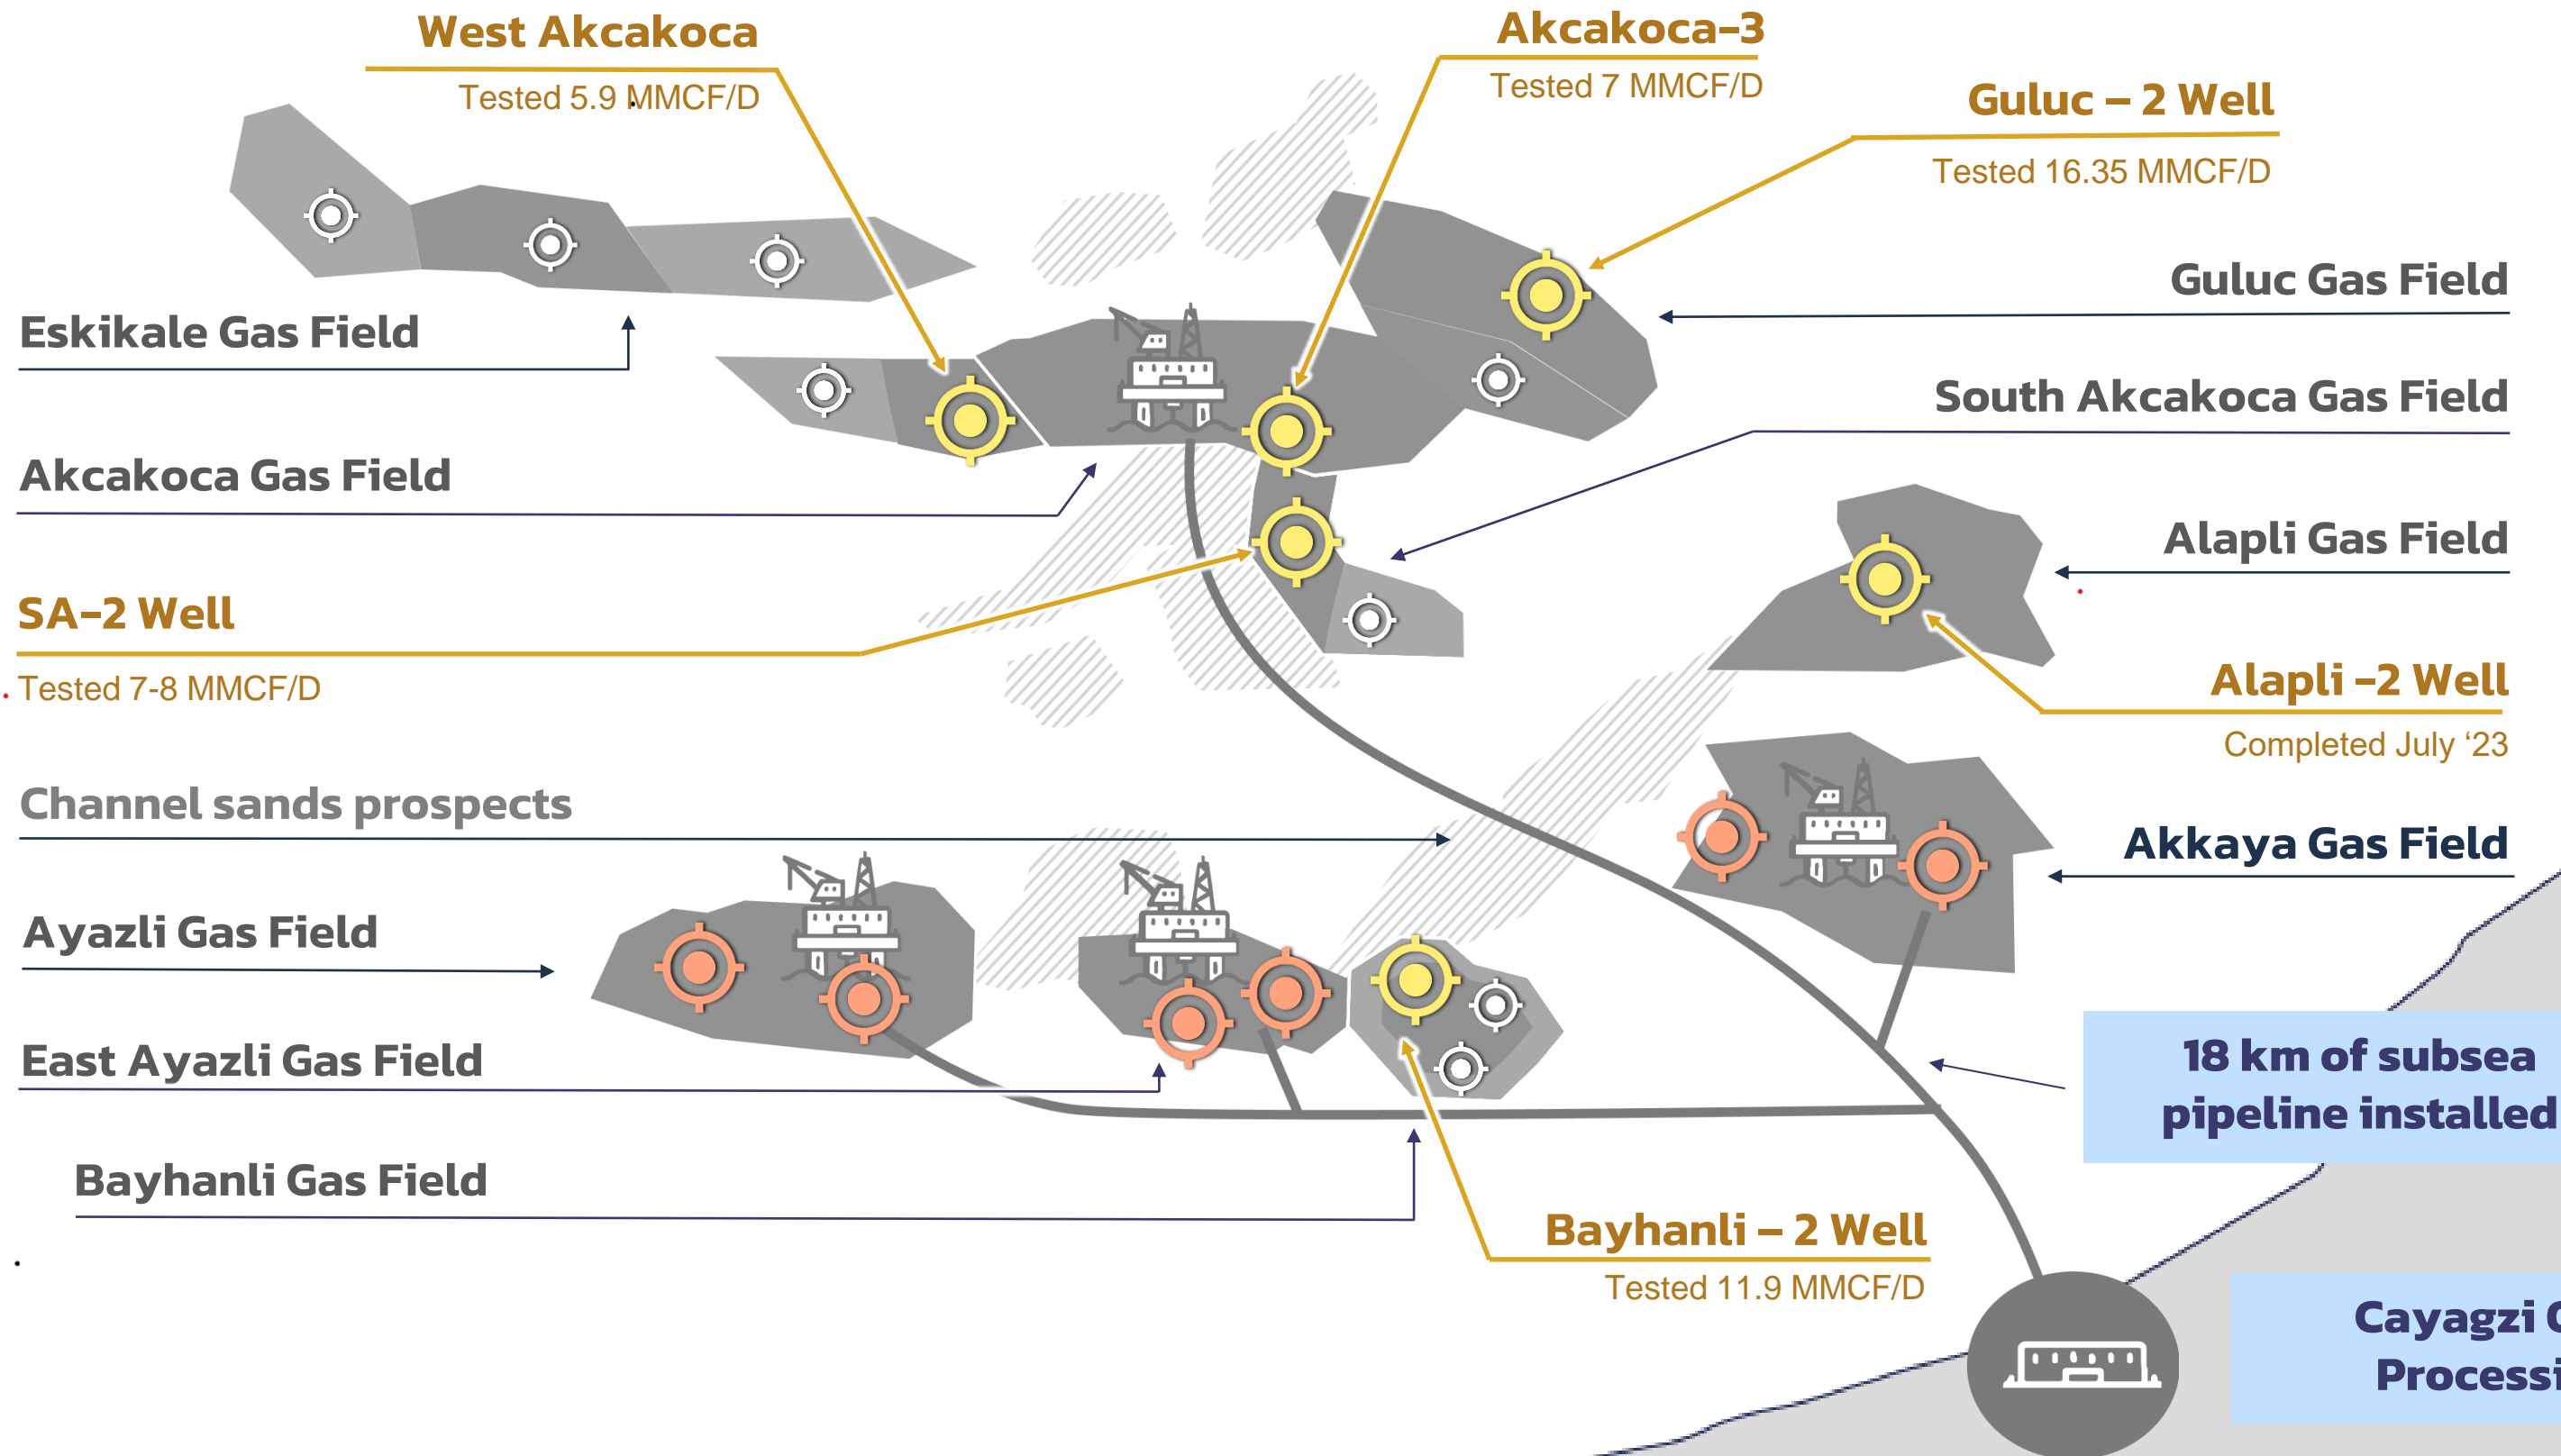 West Akcakoca
Tested 5.9 MMCF/D
Akcakoca-3
Tested 7 MMCF/D
Guluc – 2 Well
Tested 16.35 MMCF/D
Guluc Gas Field
Eskikale Gas Field
South Akcakoca Gas Field
Akcakoca Gas Field
Alapli Gas Field
SA-2 Well
Tested 7-8 MMCF/D
Alapli –2 Well
Completed July ‘23
Channel sands prospects
Akkaya Gas Field
Ayazli Gas Field
East Ayazli Gas Field
18 km of subsea
pipeline installed
Bayhanli Gas Field
Bayhanli – 2 Well
Tested 11.9 MMCF/D
Cayagzi